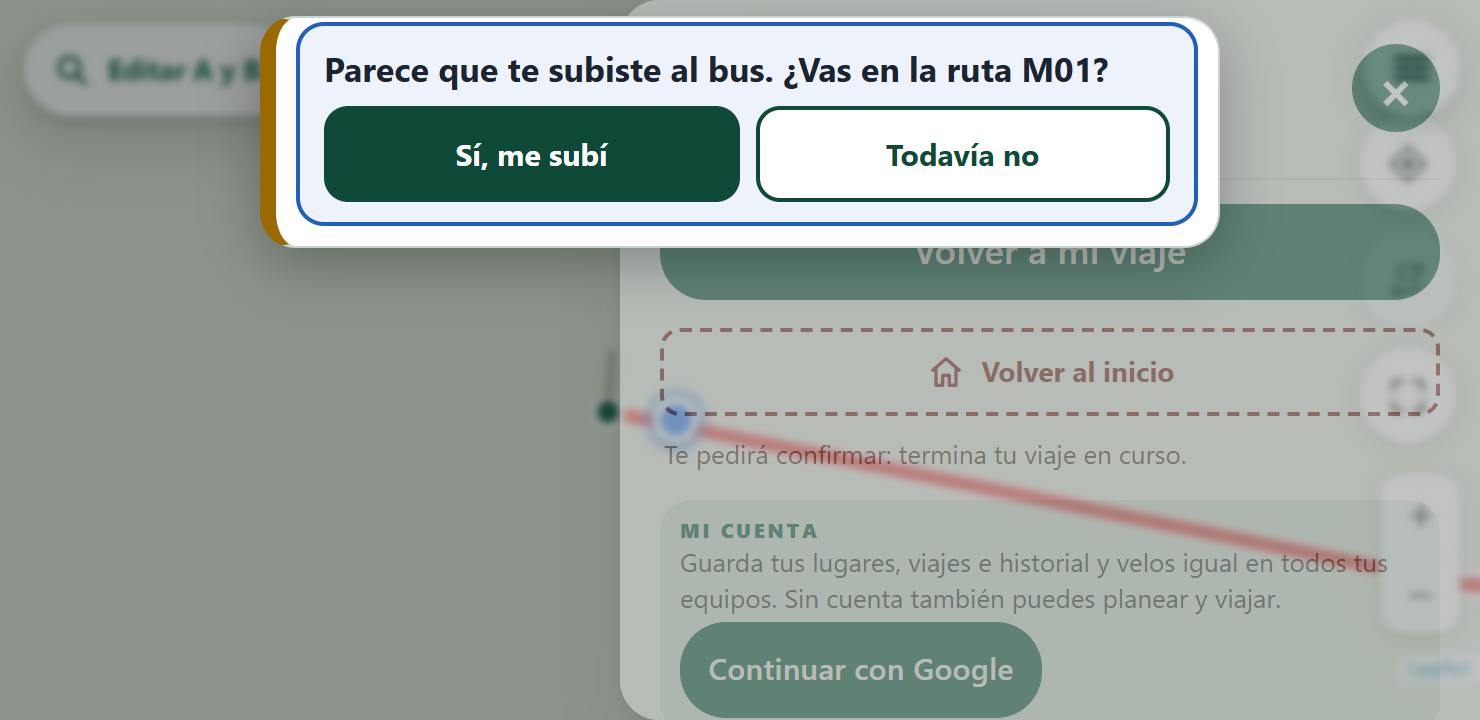 Editar A y B
Parece que te subiste al bus. ¿Vas en la ruta M01?
Sí, me subí
Todavía no
Volver a mi viaje
Volver al inicio
Te pedirá confirmar: termina tu viaje en curso.
MI CUENTA
Guarda tus lugares, viajes e historial y velos igual en todos tus
equipos. Sin cuenta también puedes planear y viajar.
Continuar con Google
Leaflet